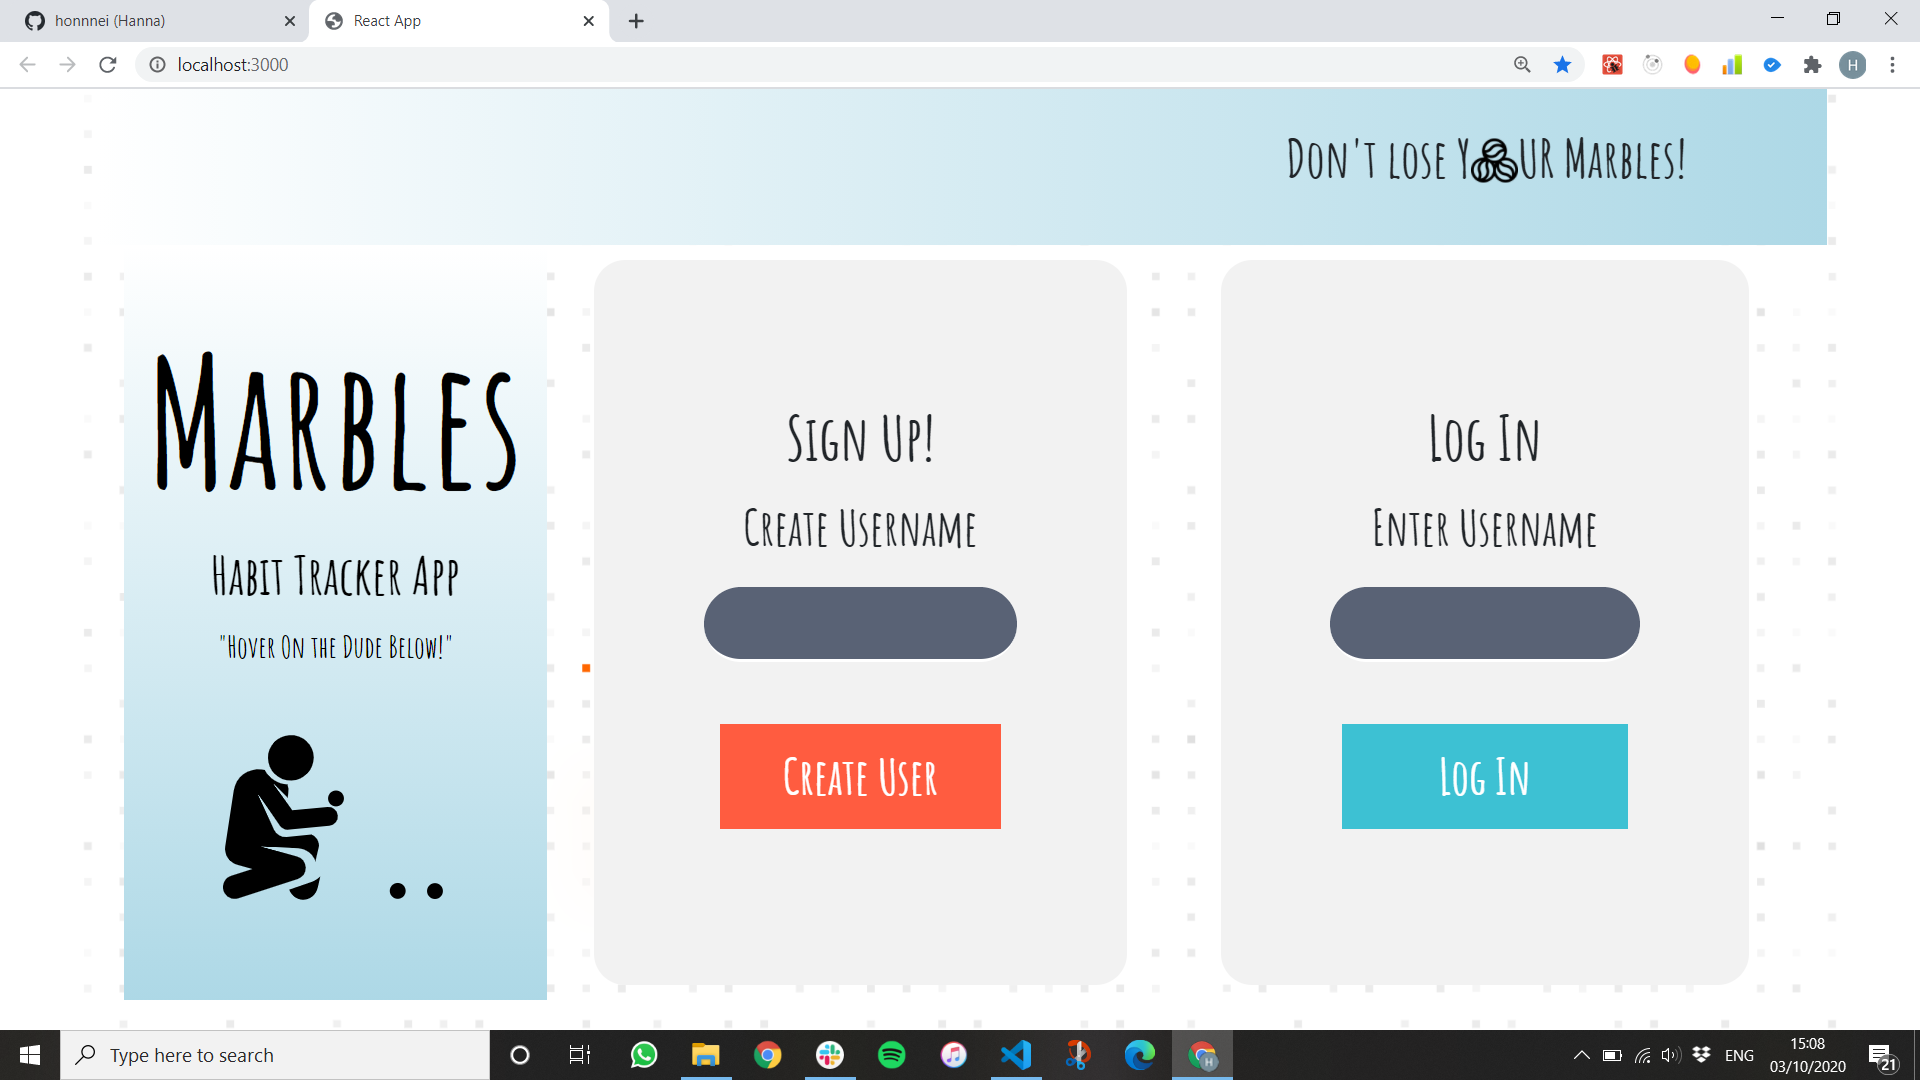 honnnei (Hanna)
React App
localhost:3000
H
Don't lose Y UR Marbles!
Marbles
Habit Tracker App
"Hover On the Dude Below!"
Sign Up!
Create Username
Create User
Log In
Enter Username
Log In
Type here to search
H
ENG
15:08
03/10/2020
21